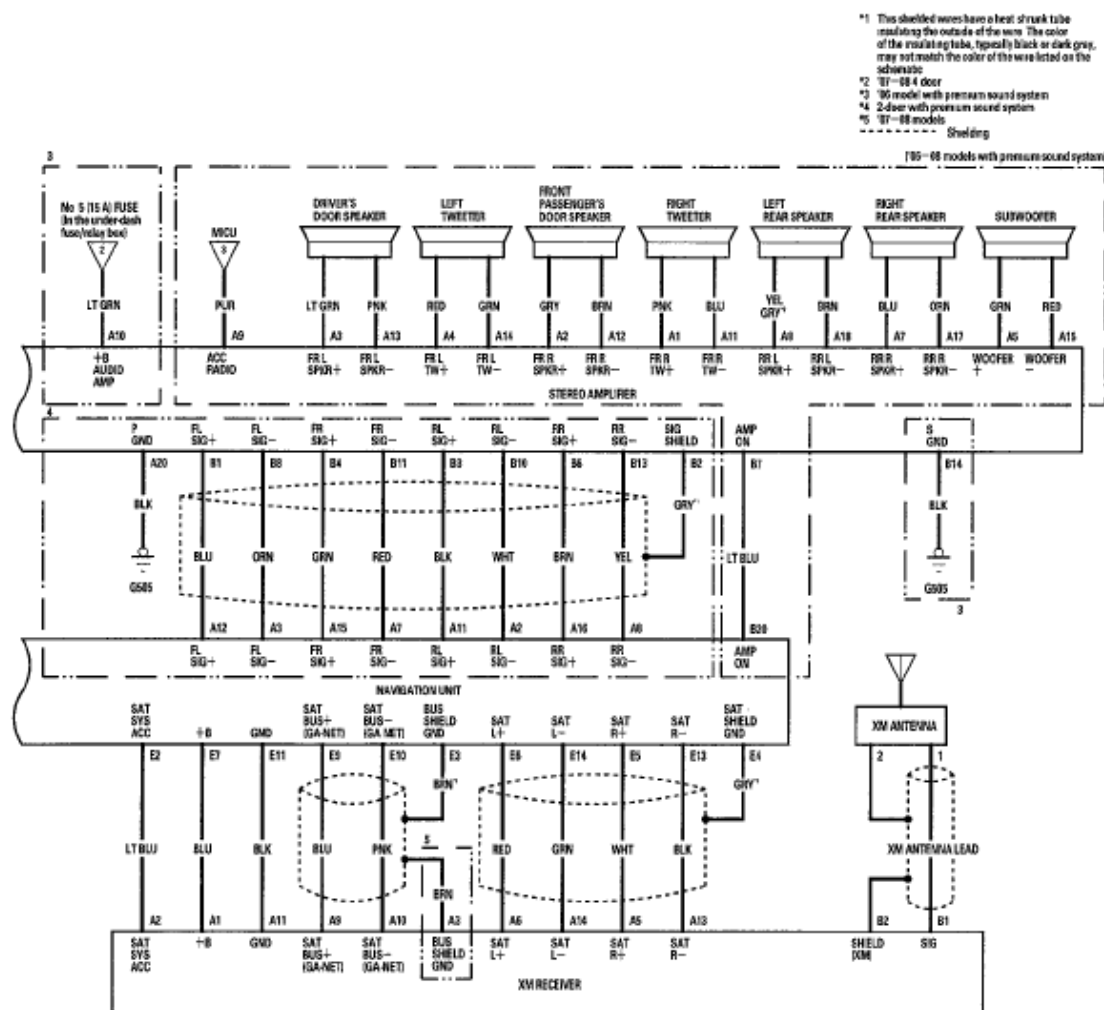 *1 This shielded wires have a heat shrunk tube
insulating the outside of the wire The color
of the insulating tube, typically black or dark gray,
may not match the color of the wire listed on the
schematic
*2 '07-08 4 door
*3 '06 model with premium sound system
*4 2-door with premium sound system
*5 '07-08 models
Shielding
3
['06-08 models with premium sound system]
No 5 (15 A) FUSE
(In the under-dash
fuse/relay box)
2
MICU
3
DRIVER'S
DOOR SPEAKER
LEFT
TWEETER
FRONT
PASSENGER'S
DOOR SPEAKER
RIGHT
TWEETER
LEFT
REAR SPEAKER
RIGHT
REAR SPEAKER
SUBWOOFER
LT GRN PUR LT GRN PNK RED GRN GRY BRN PNK BLU YEL BRN BLU ORN GRN RED
GRY
A10 A9 A3 A13 A4 A14 A2 A12 A1 A11 A8 A18 A7 A17 A5 A15
+B
AUDIO
AMP
ACC
RADIO
FR L
SPKR+
FR L
SPKR-
FR L
TW+
FR L
TW-
FR R
SPKR+
FR R
SPKR-
FR R
TW+
FR R
TW-
RR L
SPKR+
RR L
SPKR-
RR R
SPKR+
RR R
SPKR-
WOOFER
+
WOOFER
-
STEREO AMPLIFIER
4
P
GND
FL
SIG+
FL
SIG-
FR
SIG+
FR
SIG-
RL
SIG+
RL
SIG-
RR
SIG+
RR
SIG-
SIG
SHIELD
AMP
ON
S
GND
A20 B1 B8 B4 B11 B3 B10 B6 B13 B2 B7 B14
BLK GRY BLK
BLU ORN GRN RED BLK WHT BRN YEL LT BLU
G505 G505
3
A12 A3 A15 A7 A11 A2 A16 A8 B20
FL
SIG+
FL
SIG-
FR
SIG+
FR
SIG-
RL
SIG+
RL
SIG-
RR
SIG+
RR
SIG-
AMP
ON
NAVIGATION UNIT
SAT
SYS
ACC
+B
GND
SAT
BUS+
(GA-NET)
SAT
BUS-
(GA NET)
BUS
SHIELD
GND
SAT
L+
SAT
L-
SAT
R+
SAT
R-
SAT
SHIELD
GND
XM ANTENNA
E2 E7 E11 E9 E10 E3 E6 E14 E5 E13 E4 2 1
BRN GRY
5
LT BLU BLU BLK BLU PNK RED GRN WHT BLK XM ANTENNA LEAD
BRN
A2 A1 A11 A9 A10 A3 A6 A14 A5 A13 B2 B1
SAT
SYS
ACC
+B
GND
SAT
BUS+
(GA-NET)
SAT
BUS-
(GA-NET)
BUS
SHIELD
GND
SAT
L+
SAT
L-
SAT
R+
SAT
R-
SHIELD
(XM)
SIG
XM RECEIVER